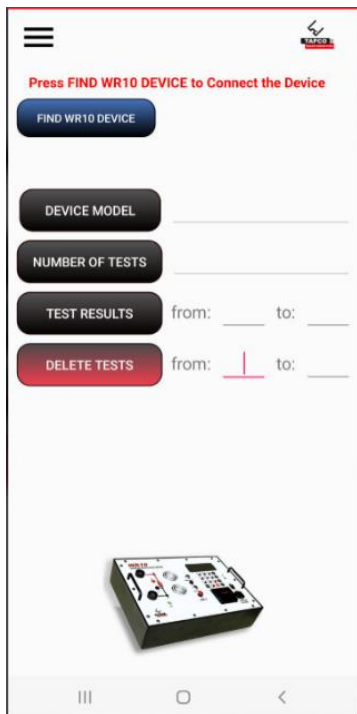 TAPCO
Press FIND WR10 DEVICE to Connect the Device
FIND WR10 DEVICE
DEVICE MODEL
NUMBER OF TESTS
TEST RESULTS from: to:
DELETE TESTS from: to: